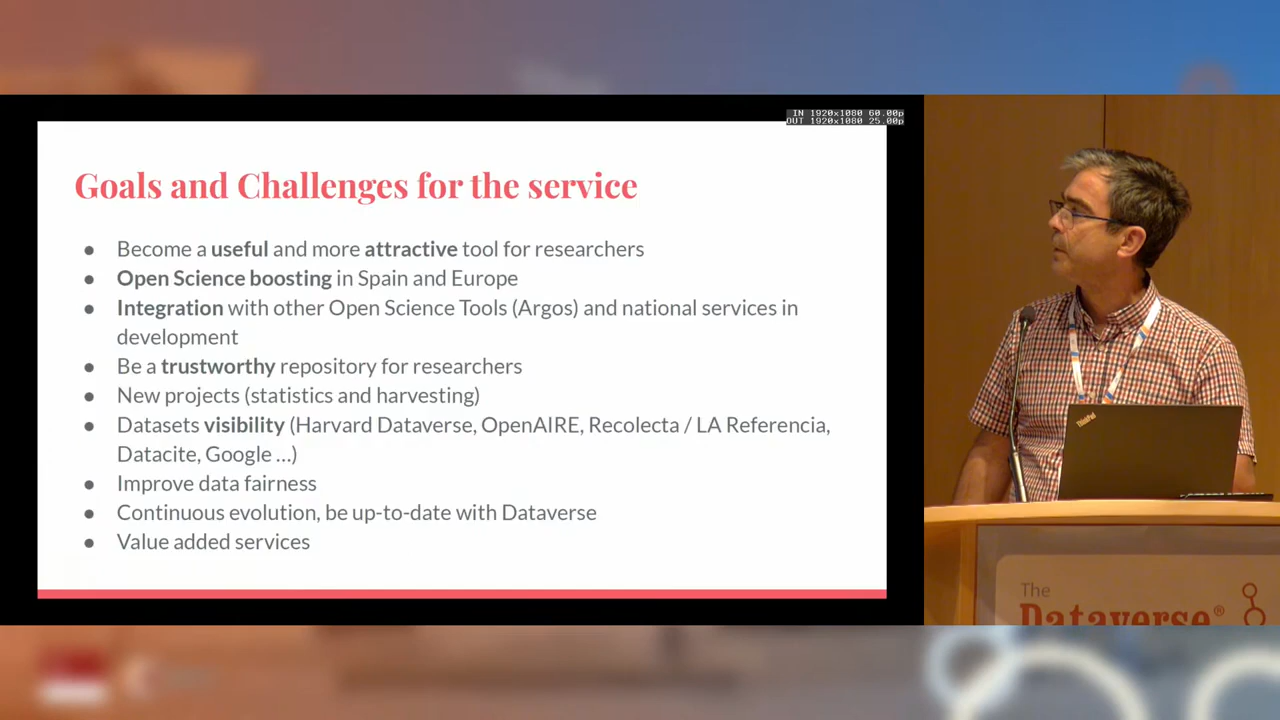 IN 1920x1080 60.00p
OUT 1920x1080 25.00p
Goals and Challenges for the service
● Become a useful and more attractive tool for researchers
● Open Science boosting in Spain and Europe
● Integration with other Open Science Tools (Argos) and national services in
development
● Be a trustworthy repository for researchers
● New projects (statistics and harvesting)
● Datasets visibility (Harvard Dataverse, OpenAIRE, Recolecta / LA Referencia,
Datacite, Google ...)
● Improve data fairness
● Continuous evolution, be up-to-date with Dataverse
● Value added services
ThinkPad
The
Dataverse®